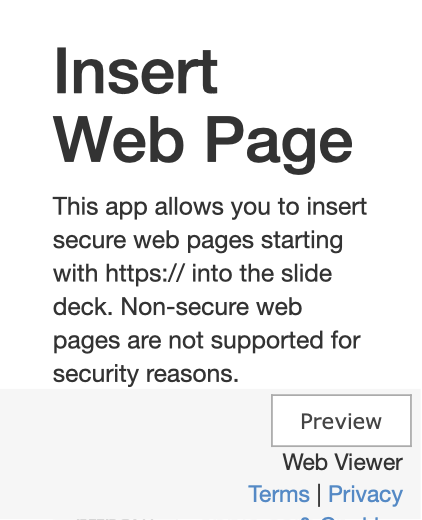 Insert
Web Page
This app allows you to insert
secure web pages starting
with https:// into the slide
deck. Non-secure web
pages are not supported for
security reasons.
Preview
Web Viewer
Terms | Privacy